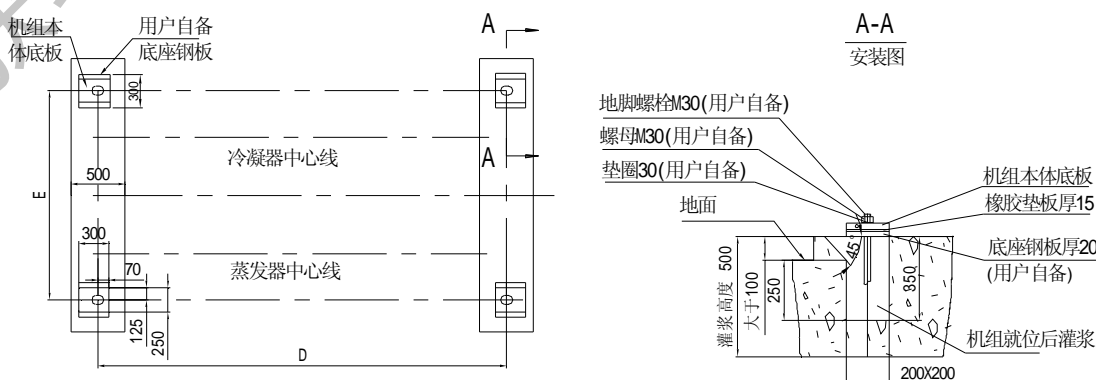 机组本
体底板
用户自备
底座钢板
300
A
A
冷凝器中心线
500
E
300
70
蒸发器中心线
125
250
D
A-A
安装图
地脚螺栓M30(用户自备)
螺母M30(用户自备)
垫圈30(用户自备)
地面
机组本体底板
橡胶垫板厚15
底座钢板厚20
(用户自备)
45°
灌浆高度 500
大于100
250
350
机组就位后灌浆
200X200